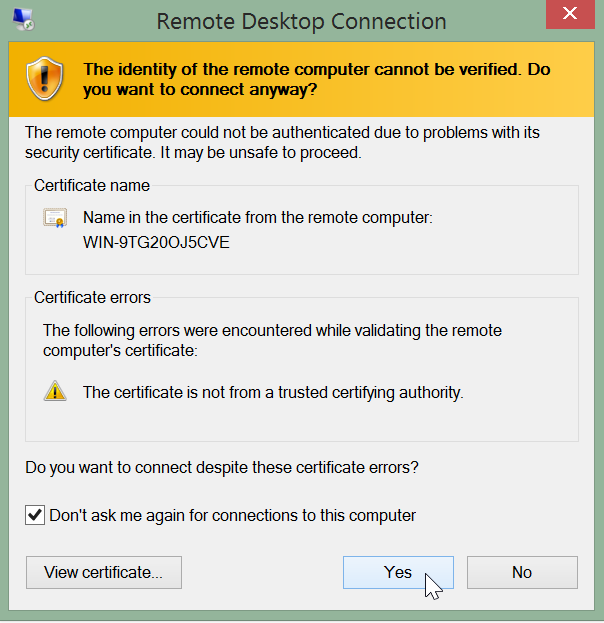 Remote Desktop Connection
The identity of the remote computer cannot be verified. Do
you want to connect anyway?
The remote computer could not be authenticated due to problems with its
security certificate. It may be unsafe to proceed.
Certificate name
Name in the certificate from the remote computer:
WIN-9TG20OJ5CVE
Certificate errors
The following errors were encountered while validating the remote
computer's certificate:
The certificate is not from a trusted certifying authority.
Do you want to connect despite these certificate errors?
Don't ask me again for connections to this computer
View certificate... Yes No